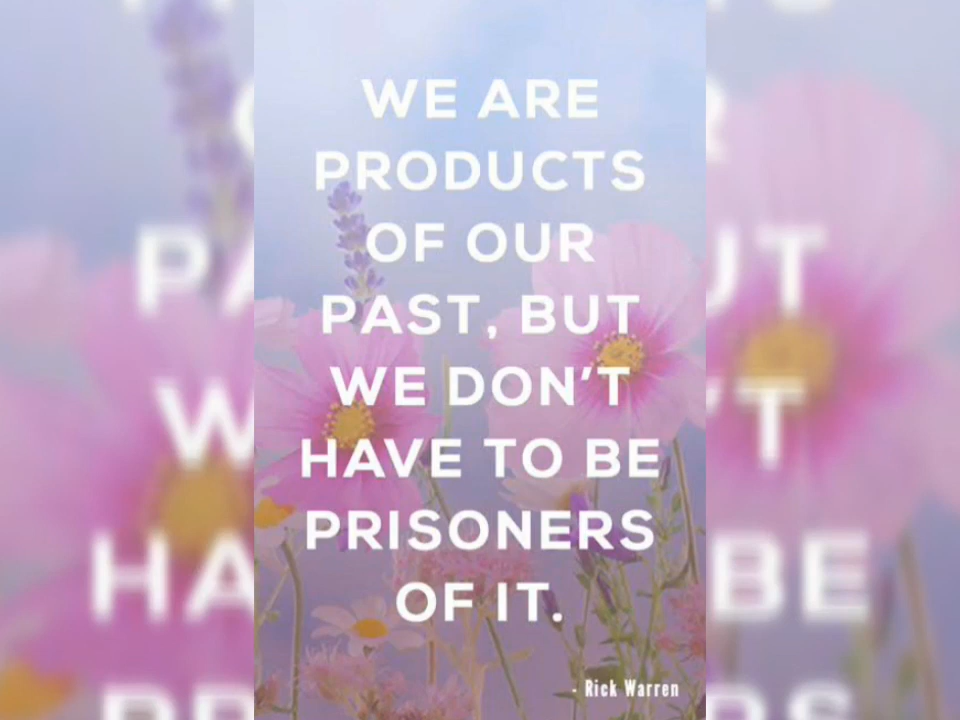 WE ARE
PRODUCTS
OF OUR
PAST, BUT
WE DON'T
HAVE TO BE
PRISONERS
OF IT.
- Rick Warren